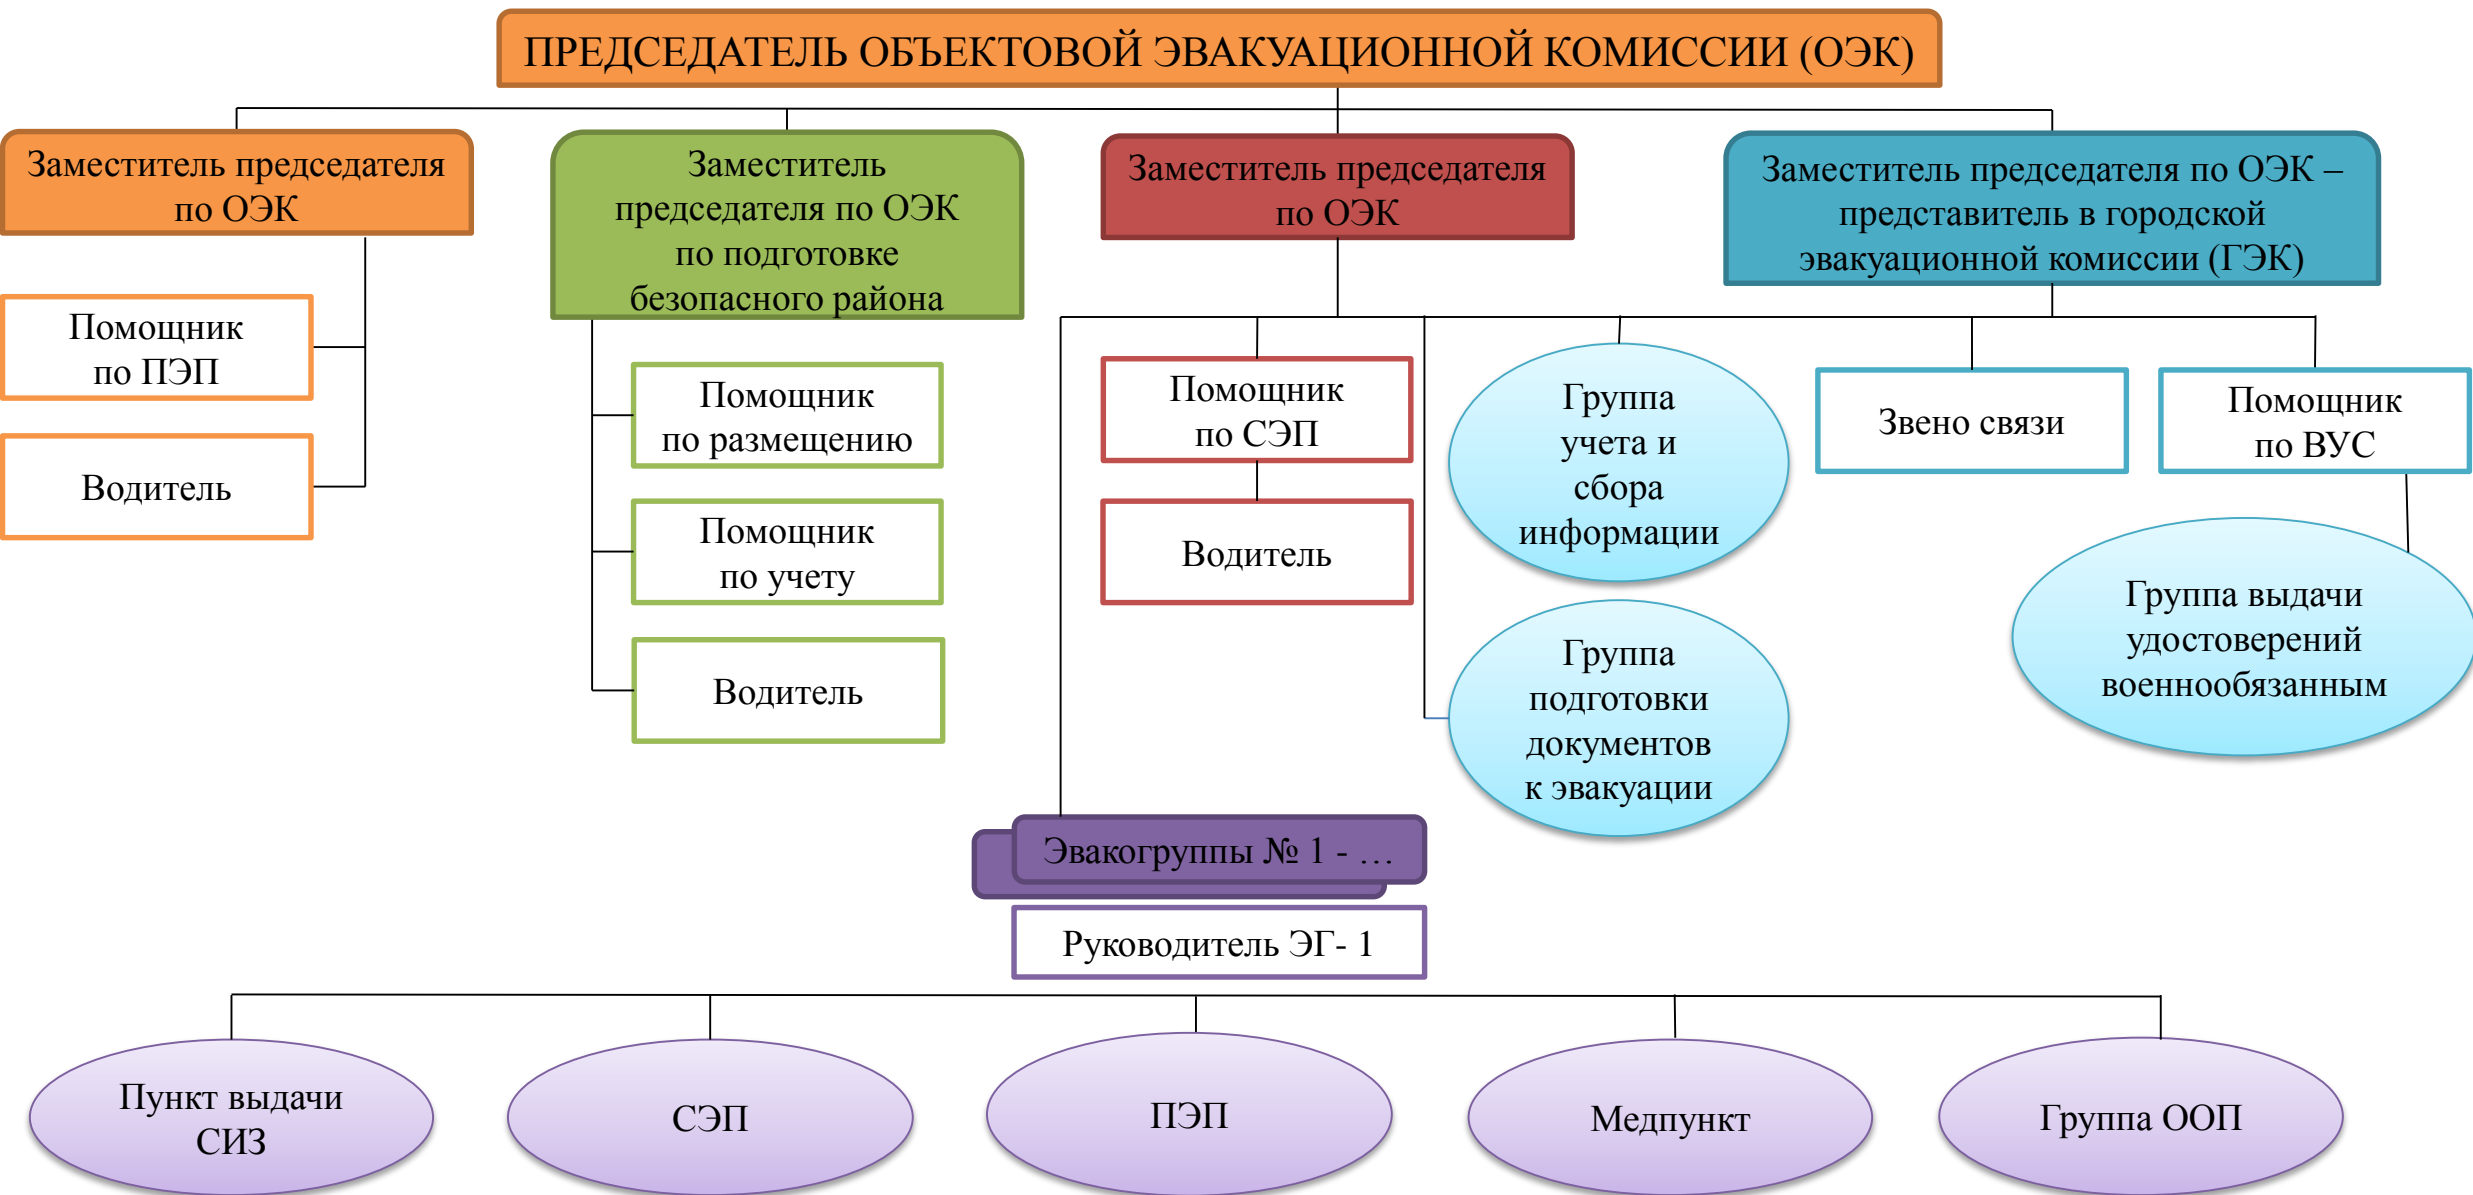 ПРЕДСЕДАТЕЛЬ ОБЪЕКТОВОЙ ЭВАКУАЦИОННОЙ КОМИССИИ (ОЭК)
Заместитель председателя
по ОЭК
Заместитель
председателя по ОЭК
по подготовке
безопасного района
Заместитель председателя
по ОЭК
Заместитель председателя по ОЭК –
представитель в городской
эвакуационной комиссии (ГЭК)
Помощник
по ПЭП
Водитель
Помощник
по размещению
Помощник
по учету
Водитель
Помощник
по СЭП
Водитель
Группа
учета и
сбора
информации
Группа
подготовки
документов
к эвакуации
Звено связи
Помощник
по ВУС
Группа выдачи
удостоверений
военнообязанным
Эвакогруппы № 1 - …
Руководитель ЭГ- 1
Пункт выдачи
СИЗ
СЭП
ПЭП
Медпункт
Группа ООП